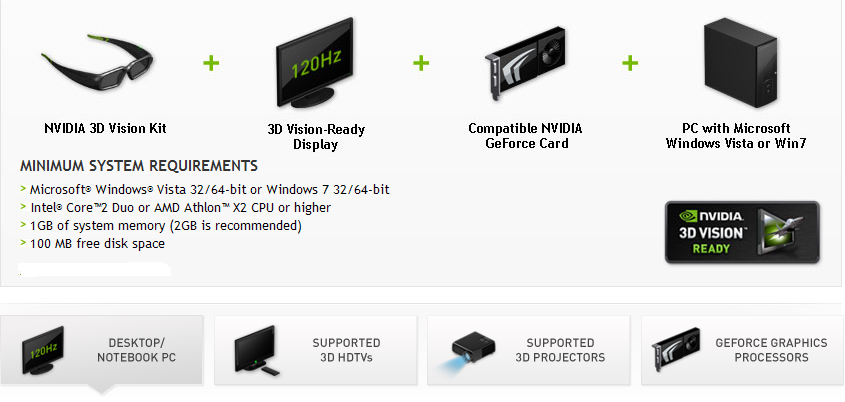 120Hz
+
+
+
NVIDIA 3D Vision Kit
3D Vision-Ready
Display
Compatible NVIDIA
GeForce Card
PC with Microsoft
Windows Vista or Win7
MINIMUM SYSTEM REQUIREMENTS
> Microsoft® Windows® Vista 32/64-bit or Windows 7 32/64-bit
> Intel® Core™2 Duo or AMD Athlon™ X2 CPU or higher
> 1GB of system memory (2GB is recommended)
> 100 MB free disk space
NVIDIA.
3D VISION™
READY
120Hz
DESKTOP/
NOTEBOOK PC
SUPPORTED
3D HDTVs
SUPPORTED
3D PROJECTORS
GEFORCE GRAPHICS
PROCESSORS